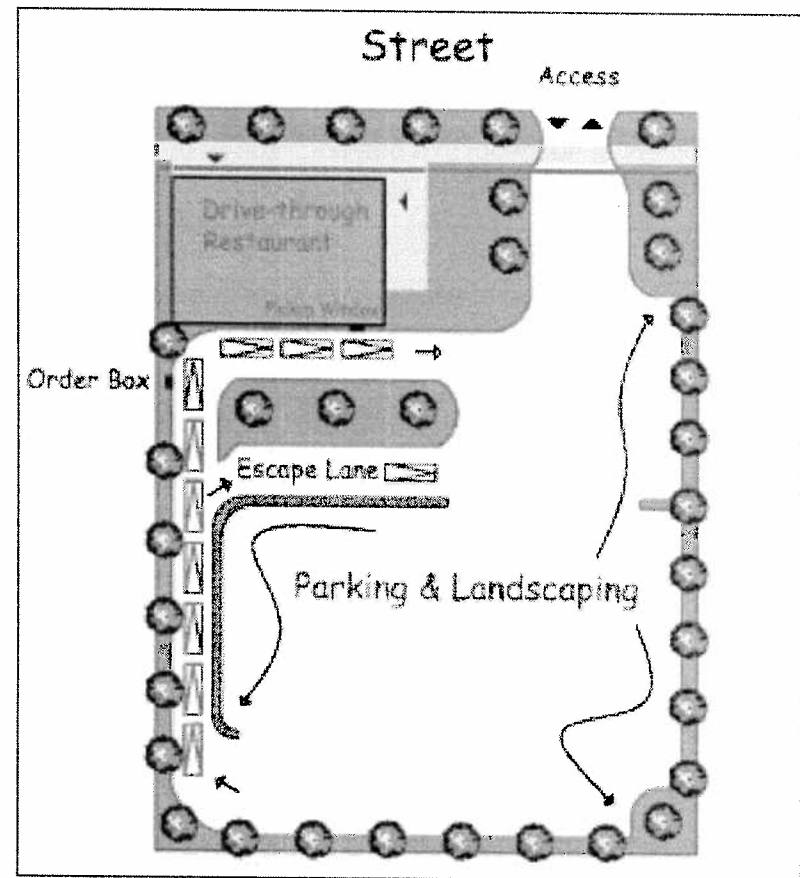 Street
Access
Drive-through
Restaurant
Pickup Window
Order Box
Escape Lane
Parking & Landscaping